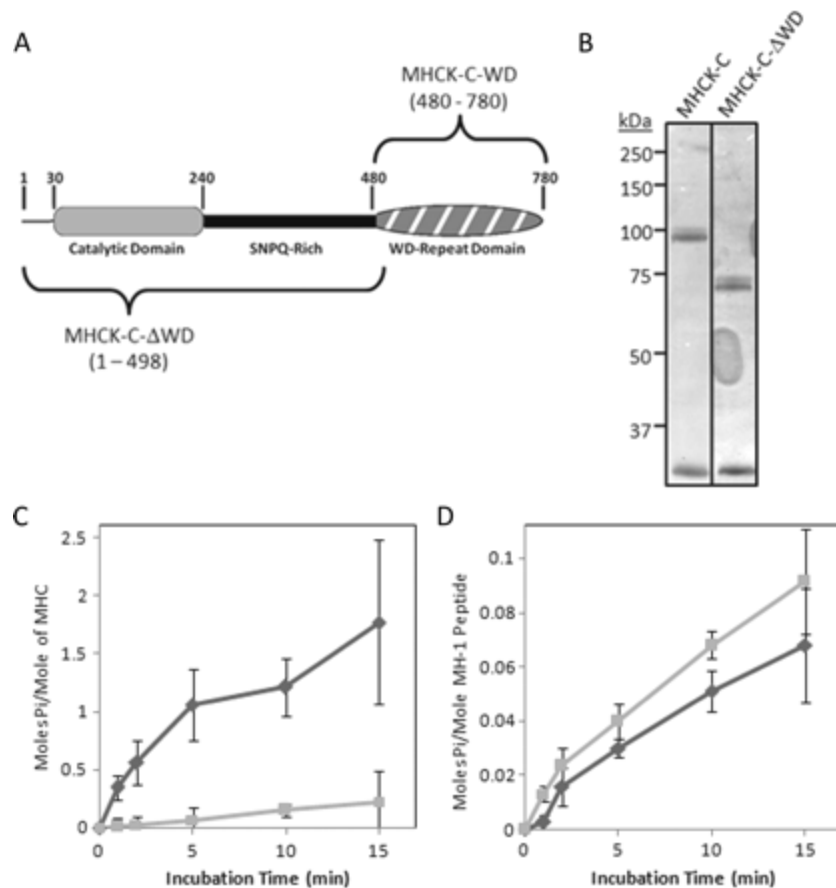 A
MHCK-C-WD
(480 - 780)
1 30 240 480 780
Catalytic Domain SNPQ-Rich WD-Repeat Domain
MHCK-C-ΔWD
(1 – 498)
B
MHCK-C
MHCK-C-ΔWD
kDa
250
150
100
75
50
37
C
Moles Pi/Mole of MHC
2.5
2
1.5
1
0.5
0
0 5 10 15
Incubation Time (min)
D
Moles Pi/Mole MH-1 Peptide
0.1
0.08
0.06
0.04
0.02
0
0 5 10 15
Incubation Time (min)